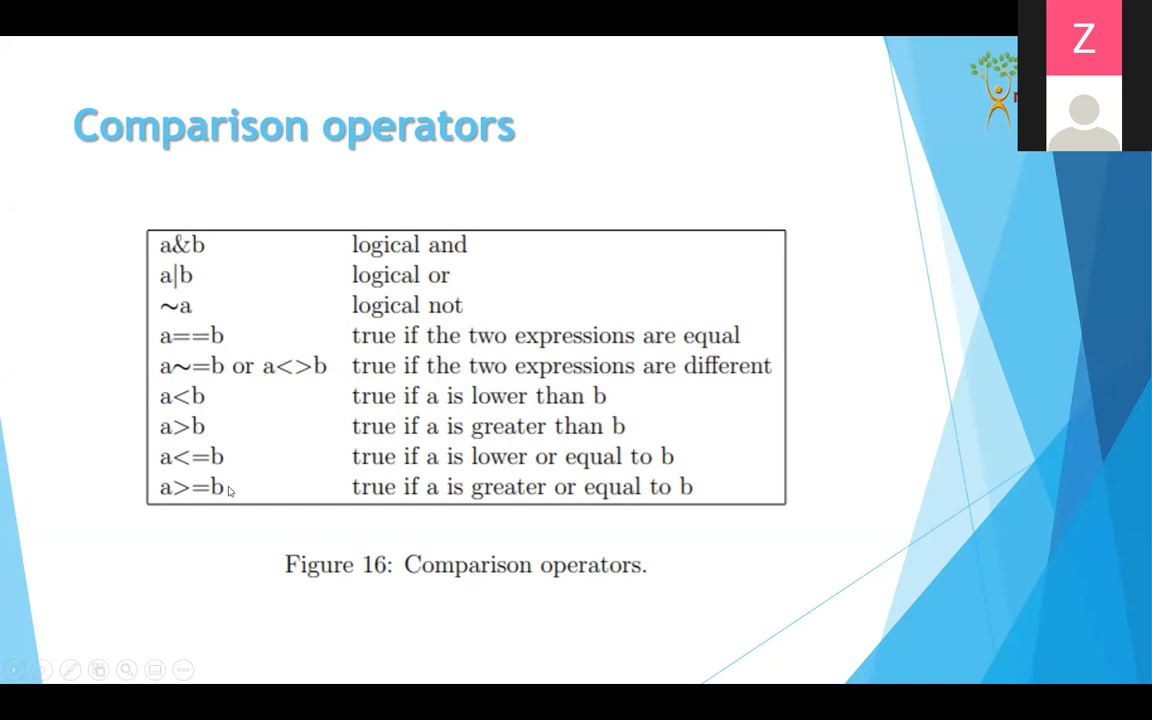 Z
Comparison operators
a&b logical and
a|b logical or
~a logical not
a==b true if the two expressions are equal
a~=b or a<>b true if the two expressions are different
a<b true if a is lower than b
a>b true if a is greater than b
a<=b true if a is lower or equal to b
a>=b true if a is greater or equal to b
Figure 16: Comparison operators.